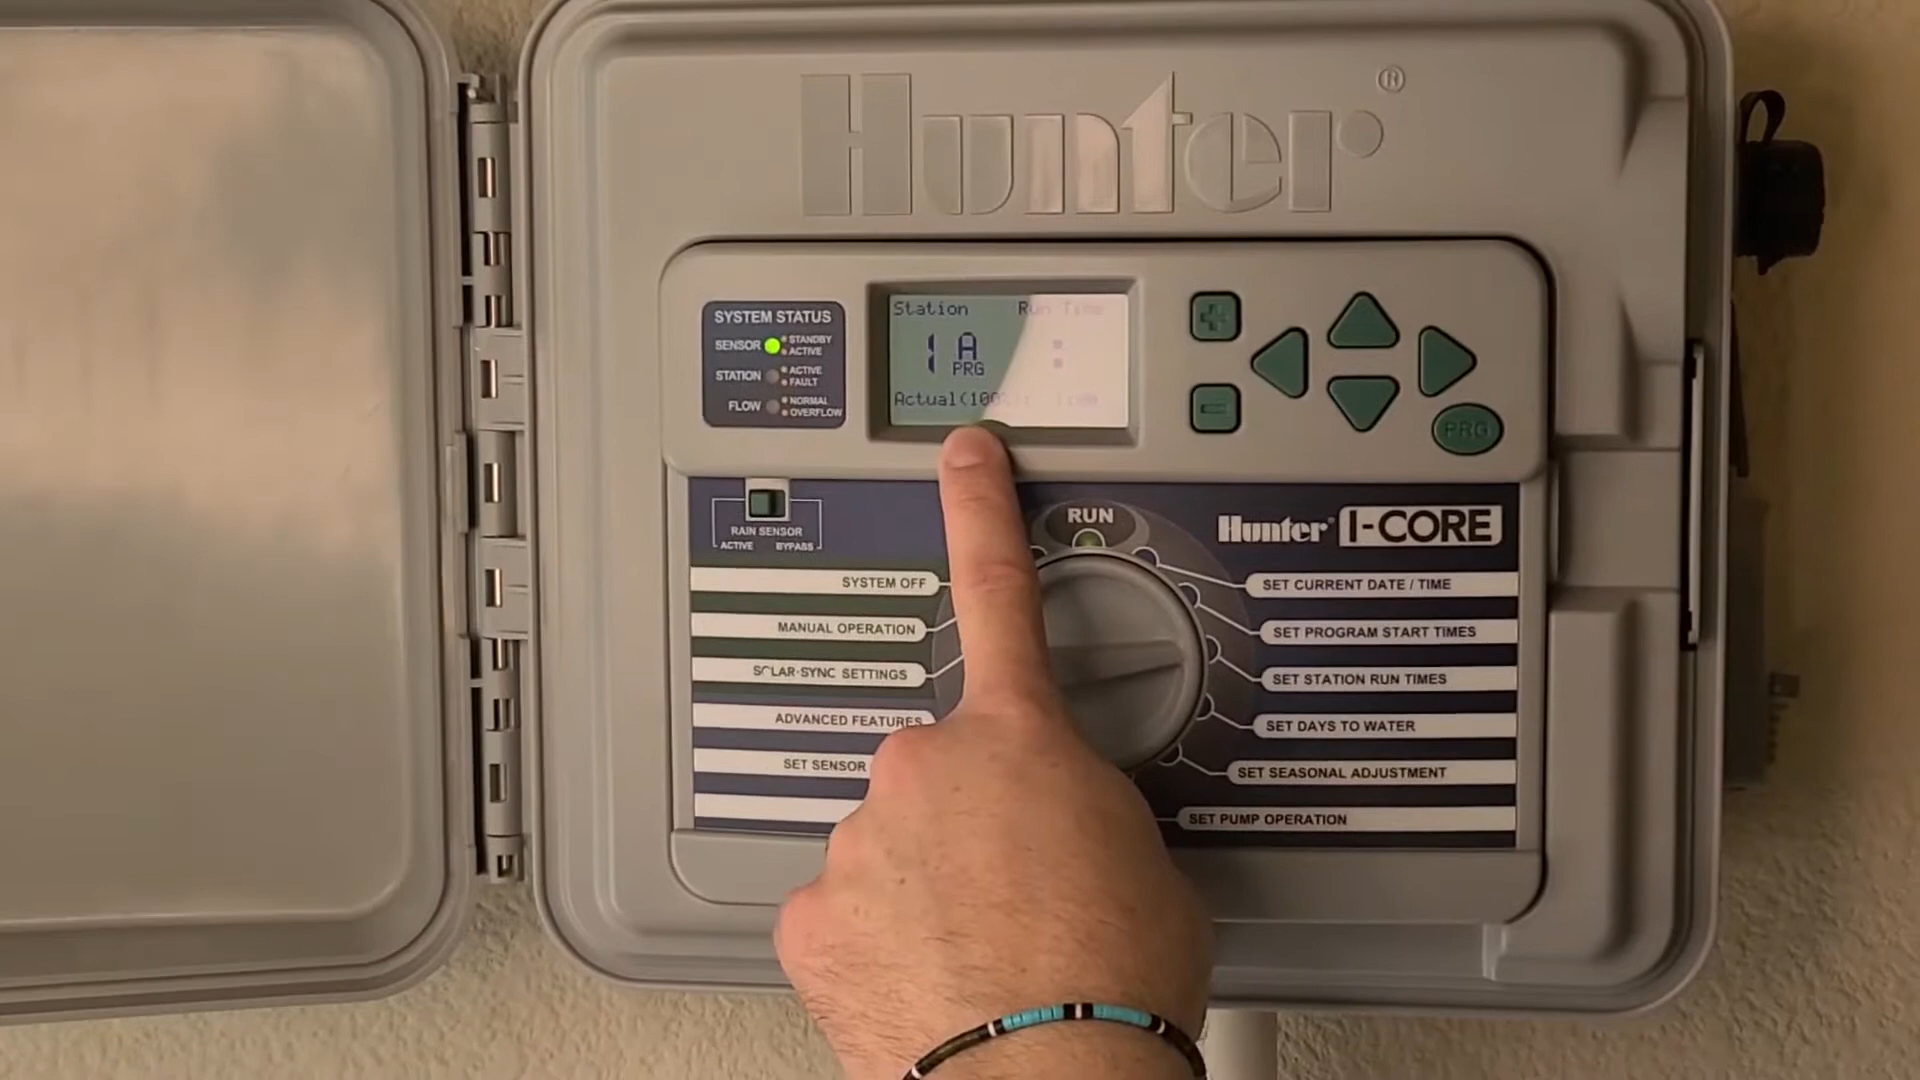 Hunter®
SYSTEM STATUS
SENSOR STANDBY ACTIVE
STATION ACTIVE FAULT
FLOW NORMAL OVERFLOW
Station Run Time
1 A
PRG
PRG
RAIN SENSOR
ACTIVE BYPASS
RUN
Hunter® I-CORE
SYSTEM OFF
MANUAL OPERATION
SOLAR-SYNC SETTINGS
ADVANCED FEATURES
SET SENSOR
SET CURRENT DATE / TIME
SET PROGRAM START TIMES
SET STATION RUN TIMES
SET DAYS TO WATER
SET SEASONAL ADJUSTMENT
SET PUMP OPERATION